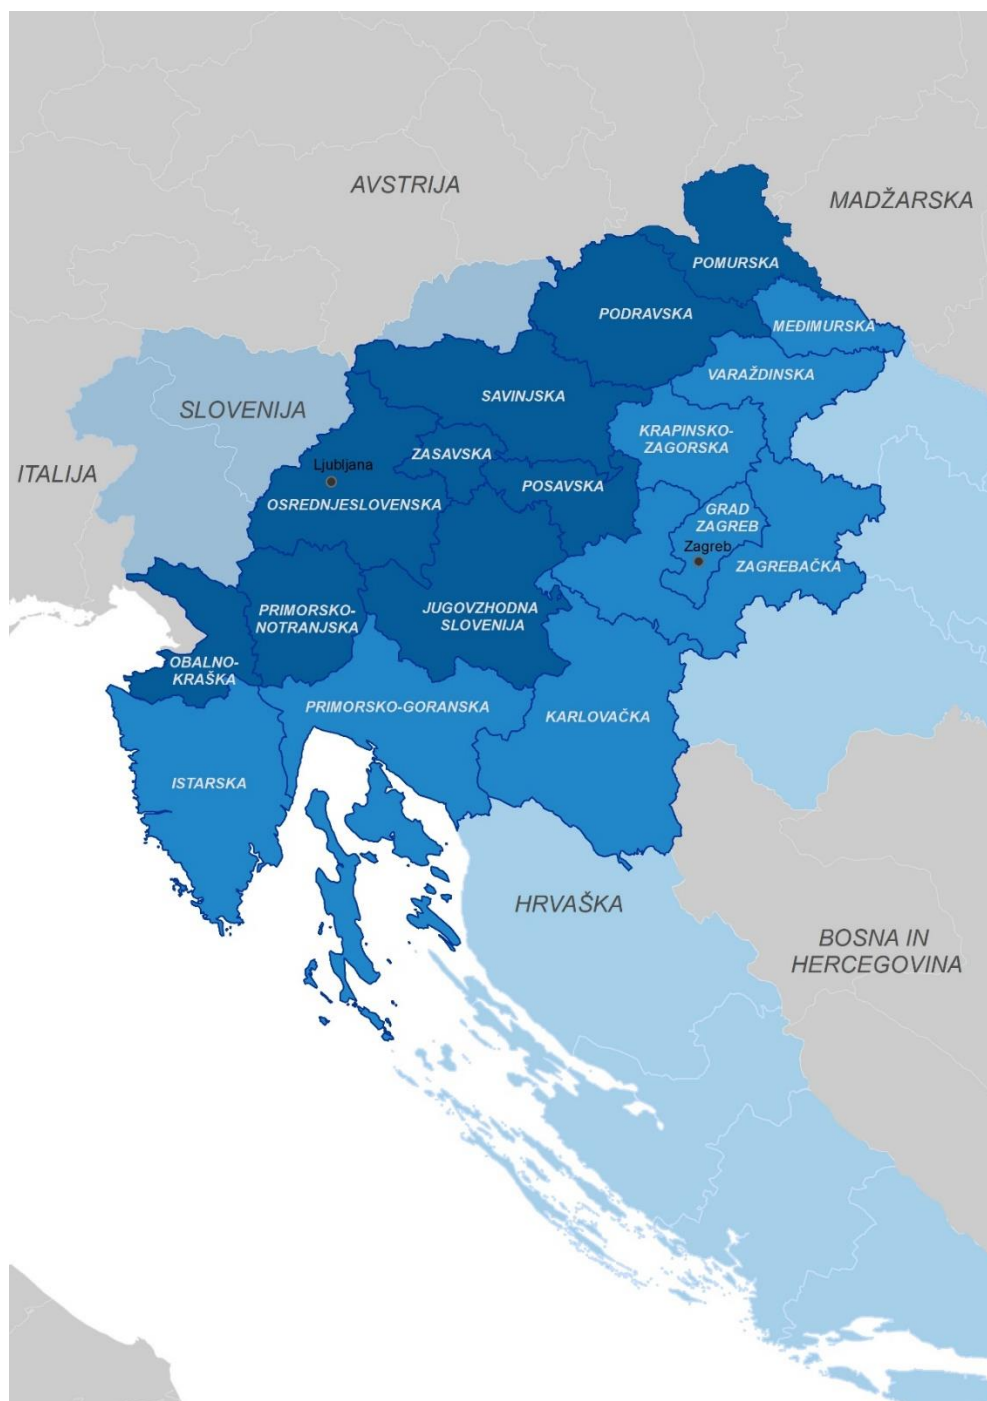 AVSTRIJA
MADŽARSKA
POMURSKA
PODRAVSKA
MEĐIMURSKA
VARAŽDINSKA
SAVINJSKA
SLOVENIJA
KRAPINSKO-
ZAGORSKA
ZASAVSKA
Ljubljana
ITALIJA
POSAVSKA
OSREDNJESLOVENSKA
GRAD
ZAGREB
Zagreb
ZAGREBAČKA
PRIMORSKO-
NOTRANJSKA
JUGOVZHODNA
SLOVENIJA
OBALNO-
KRAŠKA
PRIMORSKO-GORANSKA
KARLOVAČKA
ISTARSKA
HRVAŠKA
BOSNA IN
HERCEGOVINA